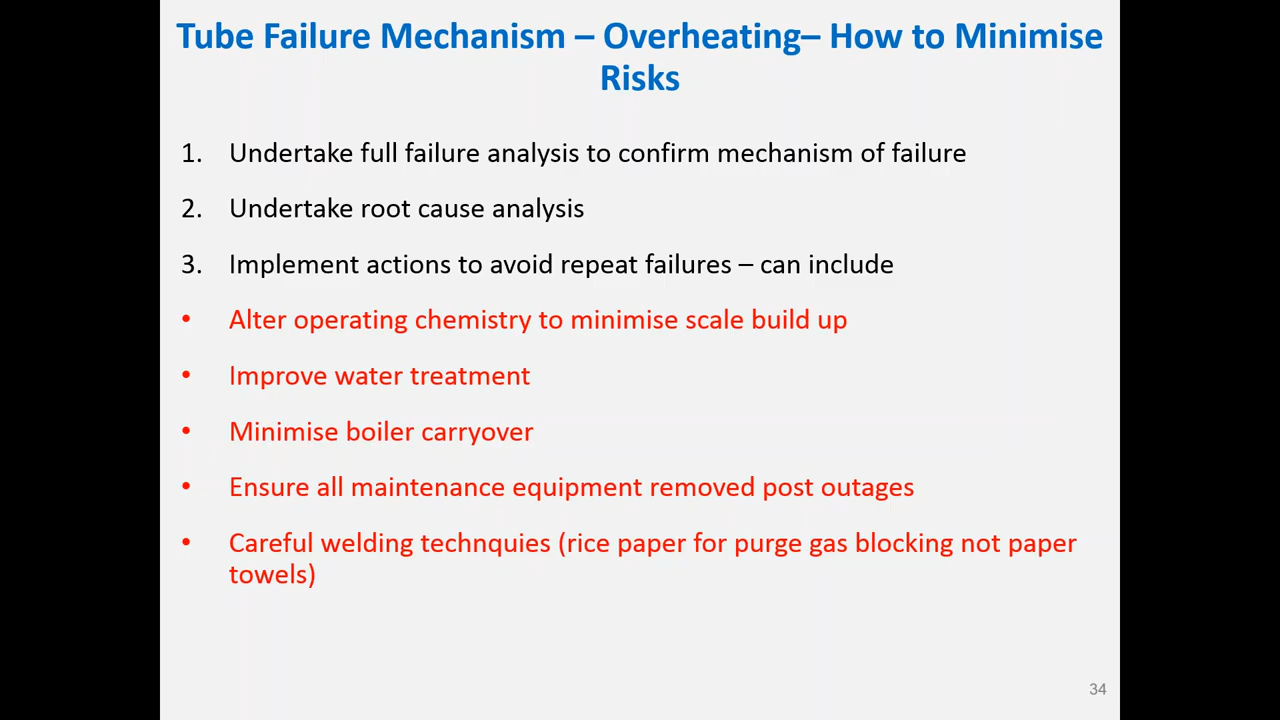 Tube Failure Mechanism – Overheating– How to Minimise
Risks
1. Undertake full failure analysis to confirm mechanism of failure
2. Undertake root cause analysis
3. Implement actions to avoid repeat failures – can include
• Alter operating chemistry to minimise scale build up
• Improve water treatment
• Minimise boiler carryover
• Ensure all maintenance equipment removed post outages
• Careful welding technquies (rice paper for purge gas blocking not paper
towels)
34